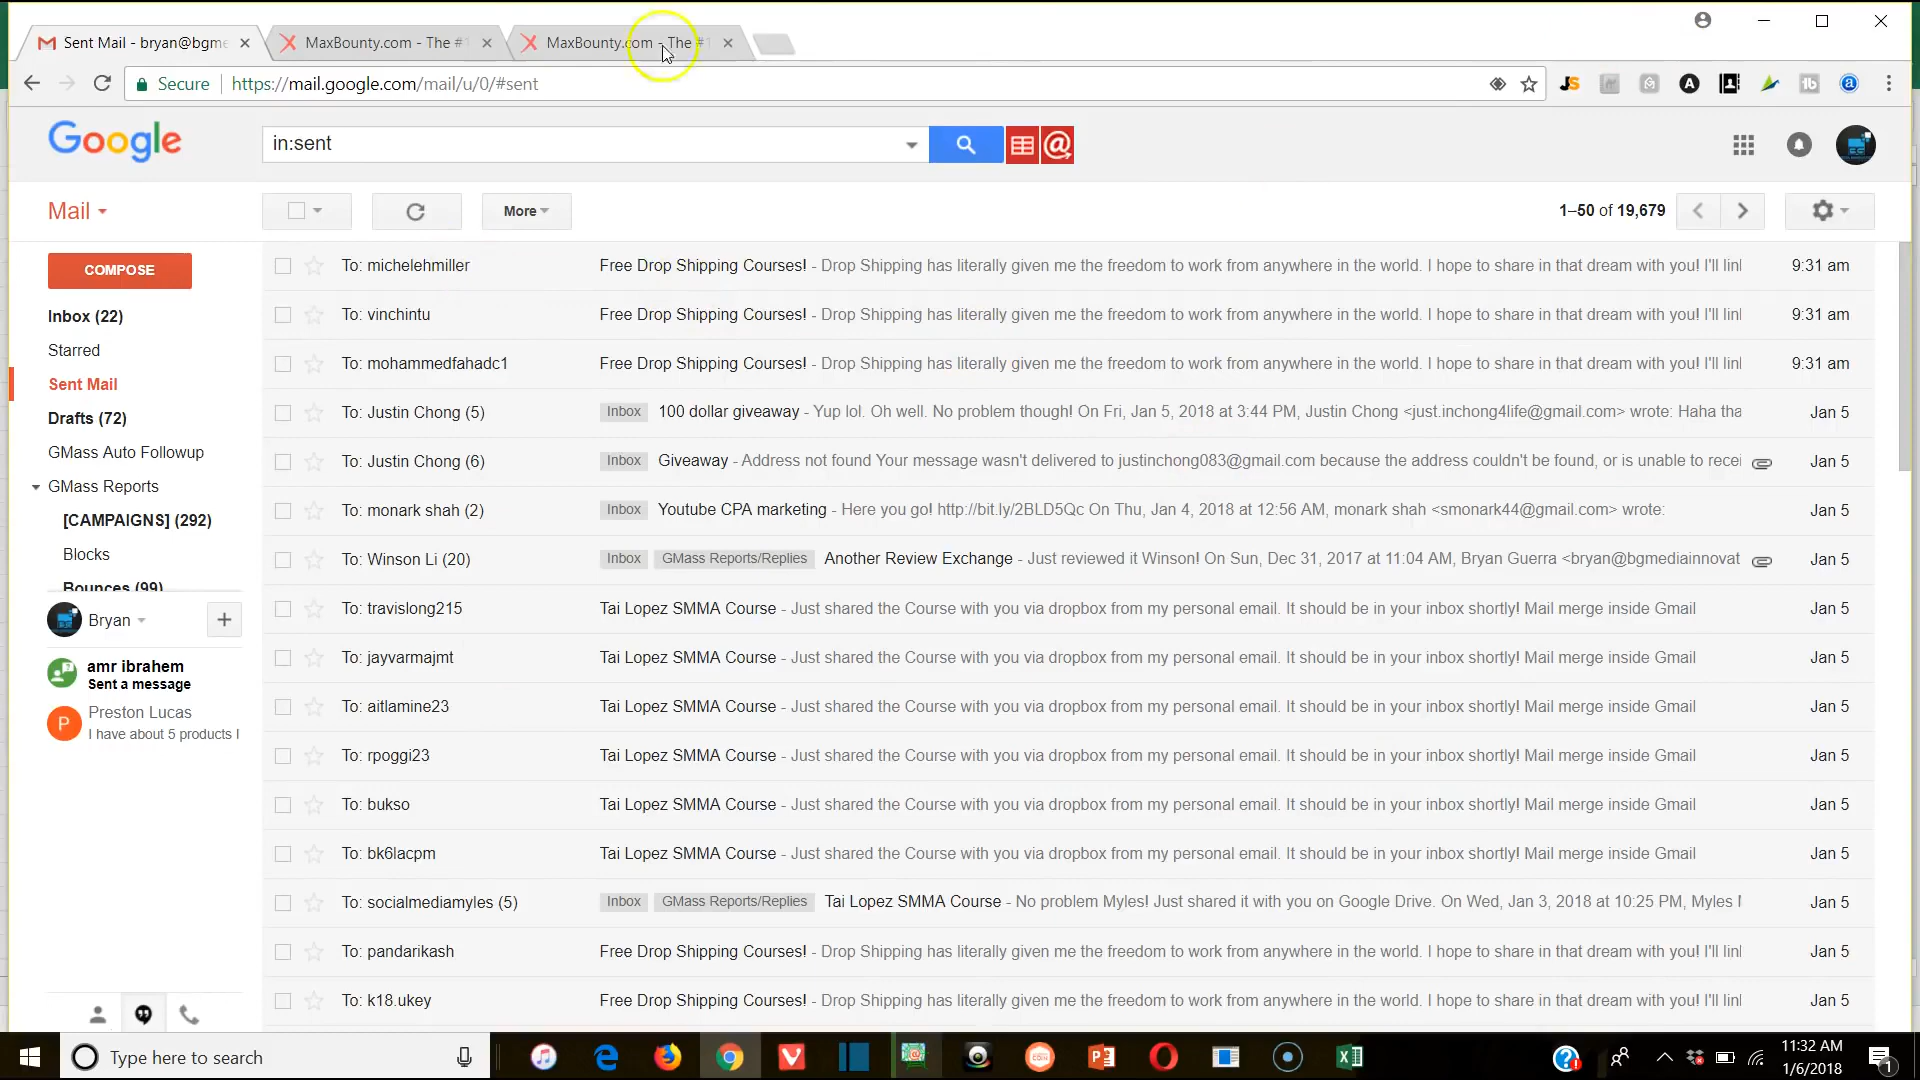 Sent Mail - bryan@bgme
MaxBounty.com - The #1
MaxBounty.com - The #1
Secure https://mail.google.com/mail/u/0/#sent
Google
in:sent
Mail
More
1–50 of 19,679
COMPOSE
Inbox (22)
Starred
Sent Mail
Drafts (72)
GMass Auto Followup
GMass Reports
[CAMPAIGNS] (292)
Blocks
Bounces (99)
Bryan
amr ibrahem
Sent a message
P
Preston Lucas
I have about 5 products I
To: michelehmiller Free Drop Shipping Courses! - Drop Shipping has literally given me the freedom to work from anywhere in the world. I hope to share in that dream with you! I'll lin 9:31 am
To: vinchintu Free Drop Shipping Courses! - Drop Shipping has literally given me the freedom to work from anywhere in the world. I hope to share in that dream with you! I'll lin 9:31 am
To: mohammedfahadc1 Free Drop Shipping Courses! - Drop Shipping has literally given me the freedom to work from anywhere in the world. I hope to share in that dream with you! I'll lin 9:31 am
To: Justin Chong (5) Inbox 100 dollar giveaway - Yup lol. Oh well. No problem though! On Fri, Jan 5, 2018 at 3:44 PM, Justin Chong <just.inchong4life@gmail.com> wrote: Haha tha Jan 5
To: Justin Chong (6) Inbox Giveaway - Address not found Your message wasn't delivered to justinchong083@gmail.com because the address couldn't be found, or is unable to recei Jan 5
To: monark shah (2) Inbox Youtube CPA marketing - Here you go! http://bit.ly/2BLD5Qc On Thu, Jan 4, 2018 at 12:56 AM, monark shah <smonark44@gmail.com> wrote: Jan 5
To: Winson Li (20) Inbox GMass Reports/Replies Another Review Exchange - Just reviewed it Winson! On Sun, Dec 31, 2017 at 11:04 AM, Bryan Guerra <bryan@bgmediainnovat Jan 5
To: travislong215 Tai Lopez SMMA Course - Just shared the Course with you via dropbox from my personal email. It should be in your inbox shortly! Mail merge inside Gmail Jan 5
To: jayvarmajmt Tai Lopez SMMA Course - Just shared the Course with you via dropbox from my personal email. It should be in your inbox shortly! Mail merge inside Gmail Jan 5
To: aitlamine23 Tai Lopez SMMA Course - Just shared the Course with you via dropbox from my personal email. It should be in your inbox shortly! Mail merge inside Gmail Jan 5
To: rpoggi23 Tai Lopez SMMA Course - Just shared the Course with you via dropbox from my personal email. It should be in your inbox shortly! Mail merge inside Gmail Jan 5
To: bukso Tai Lopez SMMA Course - Just shared the Course with you via dropbox from my personal email. It should be in your inbox shortly! Mail merge inside Gmail Jan 5
To: bk6lacpm Tai Lopez SMMA Course - Just shared the Course with you via dropbox from my personal email. It should be in your inbox shortly! Mail merge inside Gmail Jan 5
To: socialmediamyles (5) Inbox GMass Reports/Replies Tai Lopez SMMA Course - No problem Myles! Just shared it with you on Google Drive. On Wed, Jan 3, 2018 at 10:25 PM, Myles Jan 5
To: pandarikash Free Drop Shipping Courses! - Drop Shipping has literally given me the freedom to work from anywhere in the world. I hope to share in that dream with you! I'll lin Jan 5
To: k18.ukey Free Drop Shipping Courses! - Drop Shipping has literally given me the freedom to work from anywhere in the world. I hope to share in that dream with you! I'll lin Jan 5
Type here to search
11:32 AM
1/6/2018
1